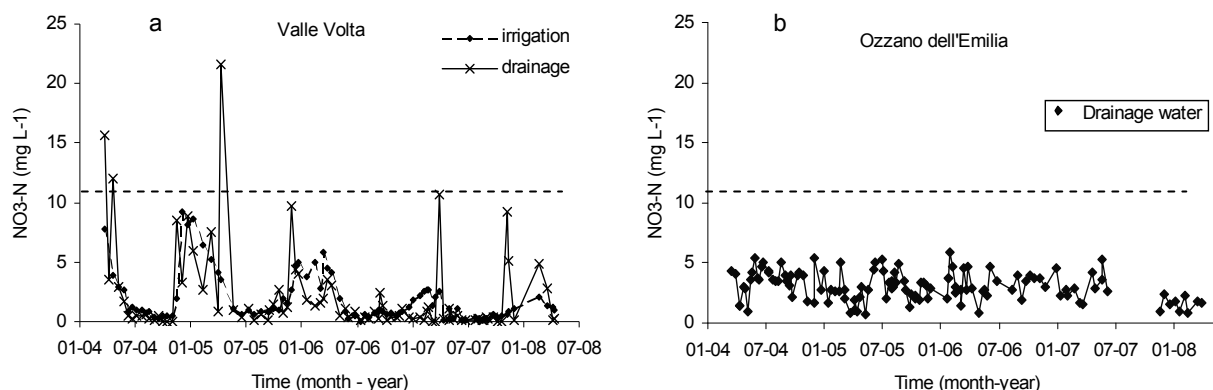 a
Valle Volta
irrigation
drainage
NO3-N (mg L-1)
25
20
15
10
5
0
01-04 07-04 01-05 07-05 01-06 07-06 01-07 07-07 01-08 07-08
Time (month - year)
b
Ozzano dell'Emilia
Drainage water
NO3-N (mg L-1)
25
20
15
10
5
0
01-04 07-04 01-05 07-05 01-06 07-06 01-07 07-07 01-08
Time (month-year)